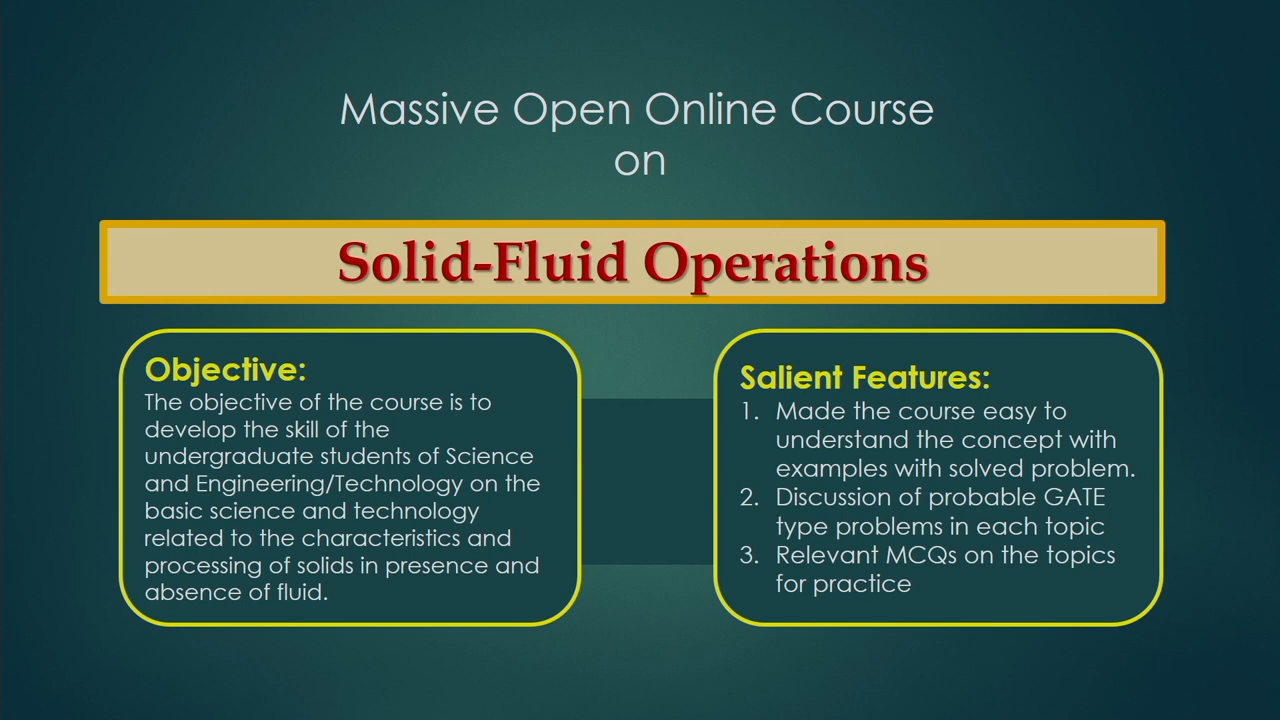 Massive Open Online Course
on
Solid-Fluid Operations
Objective:
The objective of the course is to
develop the skill of the
undergraduate students of Science
and Engineering/Technology on the
basic science and technology
related to the characteristics and
processing of solids in presence and
absence of fluid.
Salient Features:
1. Made the course easy to
understand the concept with
examples with solved problem.
2. Discussion of probable GATE
type problems in each topic
3. Relevant MCQs on the topics
for practice